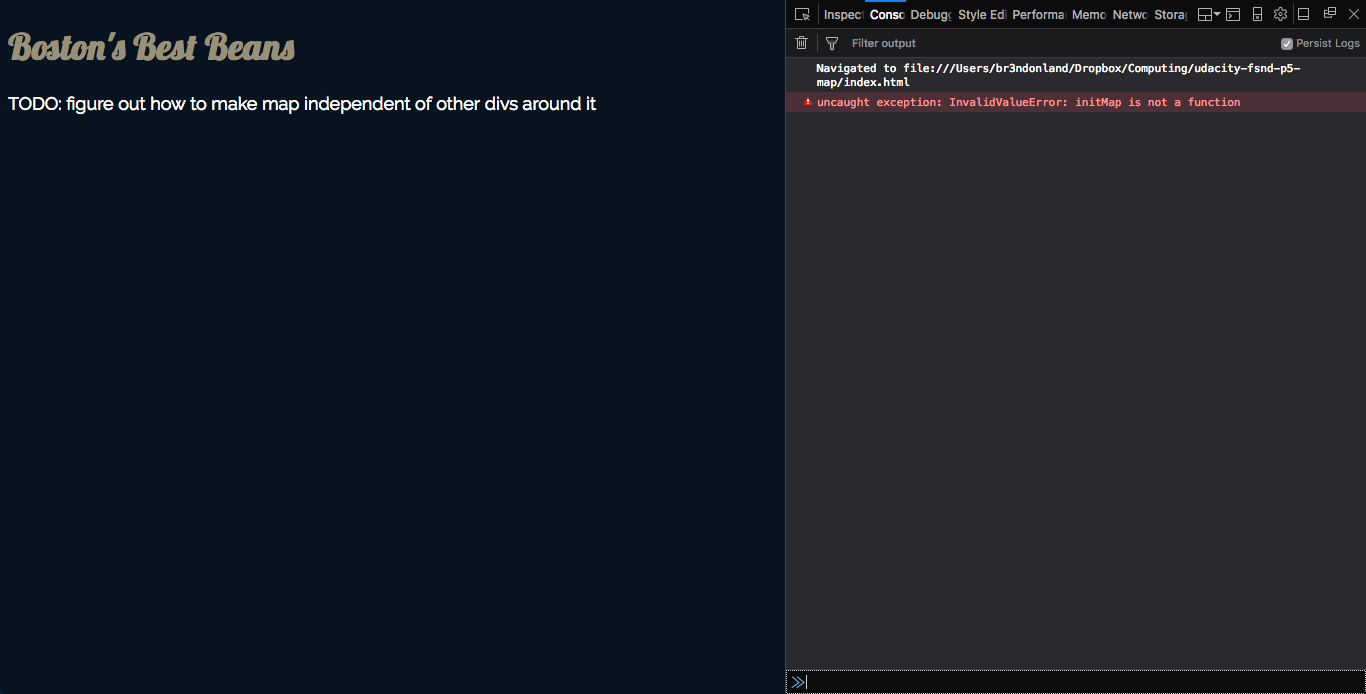 Boston's Best Beans
TODO: figure out how to make map independent of other divs around it
Inspec Conso Debug Style Edi Performa Memo Netwo Stora
Filter output Persist Logs
Navigated to file:///Users/br3ndonland/Dropbox/Computing/udacity-fsnd-p5-
map/index.html
uncaught exception: InvalidValueError: initMap is not a function